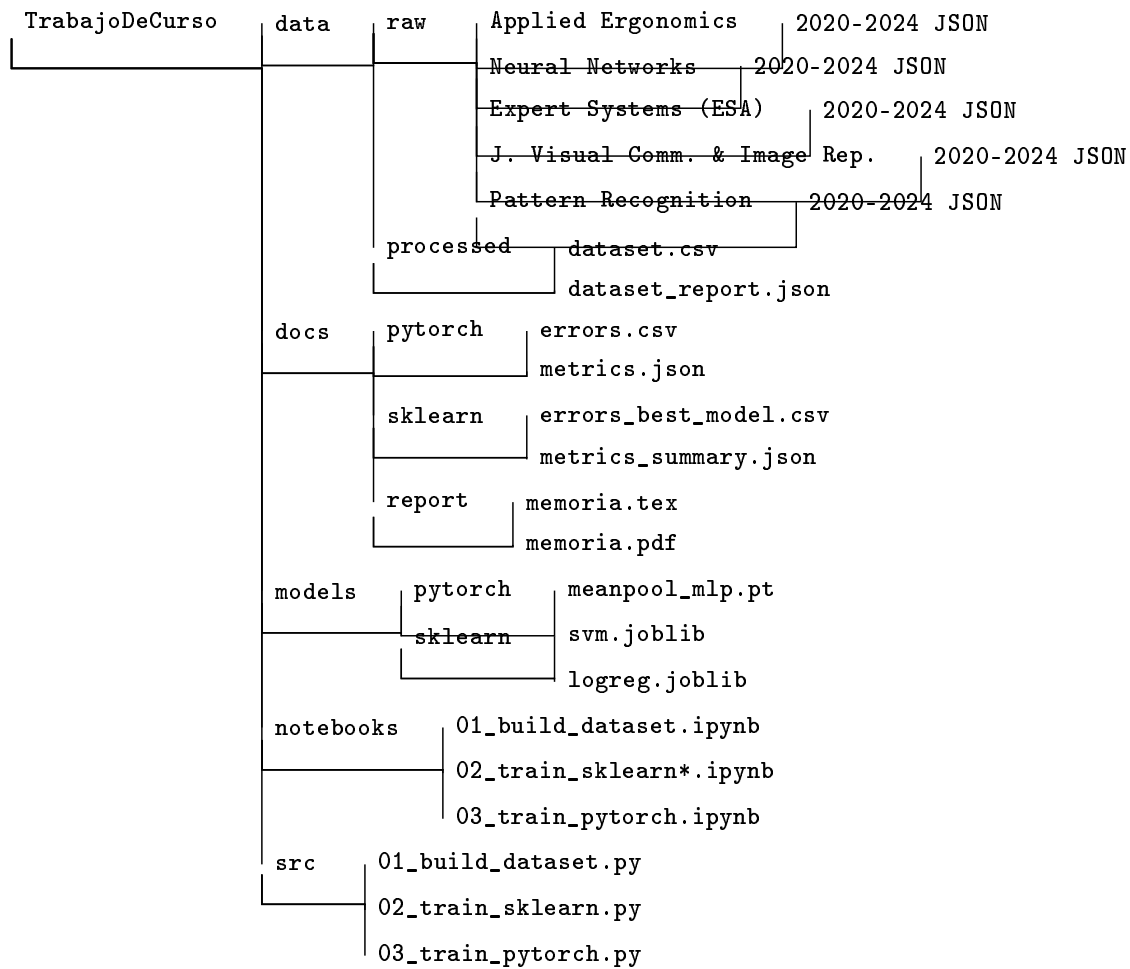 TrabajoDeCurso data raw Applied Ergonomics 2020-2024 JSON
Neural Networks 2020-2024 JSON
Expert Systems (ESA) 2020-2024 JSON
J. Visual Comm. & Image Rep. 2020-2024 JSON
Pattern Recognition 2020-2024 JSON
processed dataset.csv
dataset_report.json
docs pytorch errors.csv
metrics.json
sklearn errors_best_model.csv
metrics_summary.json
report memoria.tex
memoria.pdf
models pytorch meanpool_mlp.pt
sklearn svm.joblib
logreg.joblib
notebooks 01_build_dataset.ipynb
02_train_sklearn*.ipynb
03_train_pytorch.ipynb
src 01_build_dataset.py
02_train_sklearn.py
03_train_pytorch.py